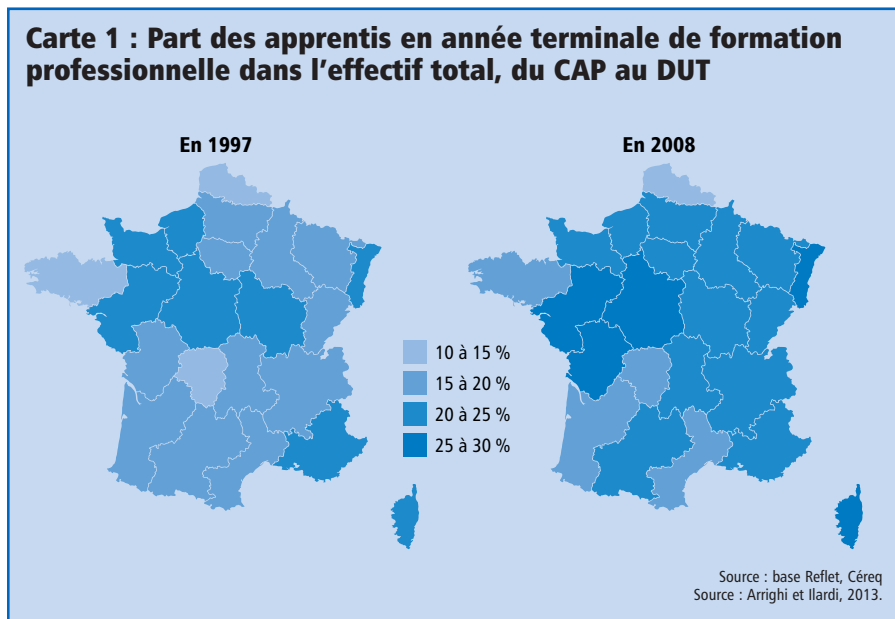 Carte 1 : Part des apprentis en année terminale de formation
professionnelle dans l'effectif total, du CAP au DUT
En 1997
En 2008
10 à 15 %
15 à 20 %
20 à 25 %
25 à 30 %
Source : base Reflet, Céreq
Source : Arrighi et Ilardi, 2013.